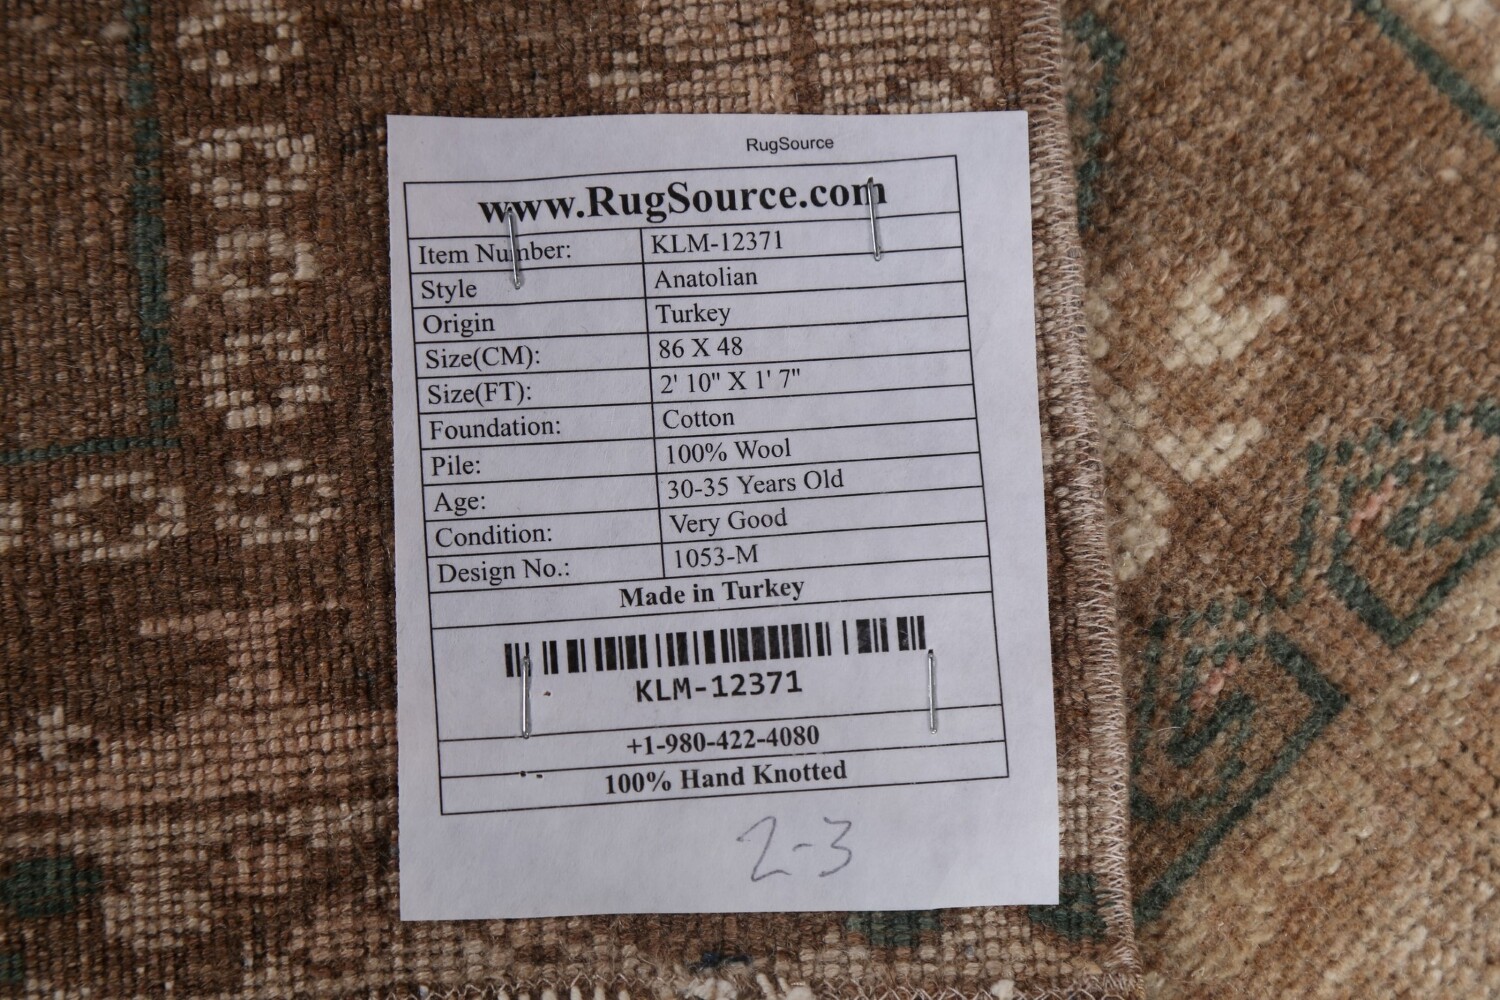 RugSource
www.RugSource.com
Item Number: KLM-12371
Style Anatolian
Origin Turkey
Size(CM): 86 X 48
Size(FT): 2' 10" X 1' 7"
Foundation: Cotton
Pile: 100% Wool
Age: 30-35 Years Old
Condition: Very Good
Design No.: 1053-M
Made in Turkey
KLM-12371
+1-980-422-4080
100% Hand Knotted
2-3